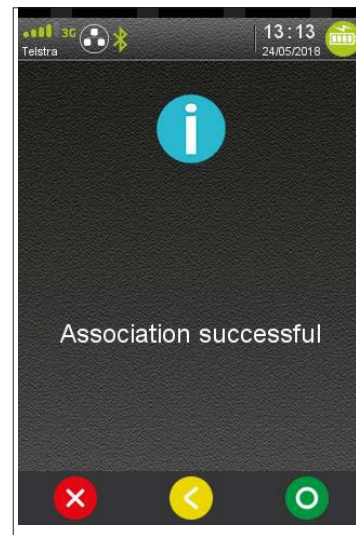 3G
13:13
Telstra
24/05/2018
Association successful